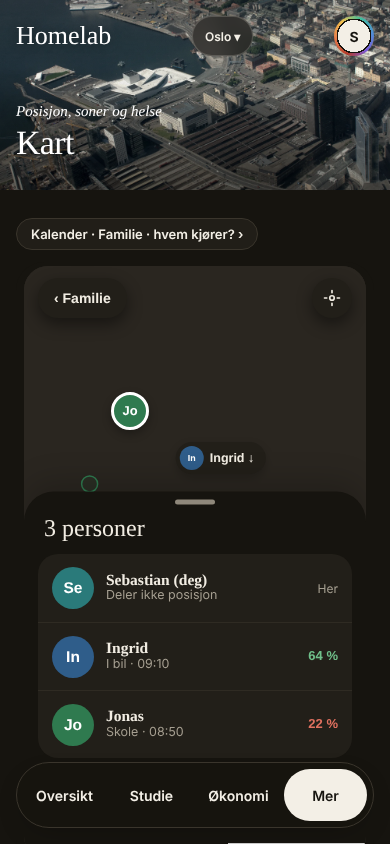 Homelab
Oslo ▾
S
Posisjon, soner og helse
Kart
Kalender · Familie · hvem kjører? ›
‹ Familie
Jo
In Ingrid ↓
3 personer
Se Sebastian (deg)
Deler ikke posisjon
Her
In Ingrid
I bil · 09:10
64 %
Jo Jonas
Skole · 08:50
22 %
Oversikt Studie Økonomi Mer